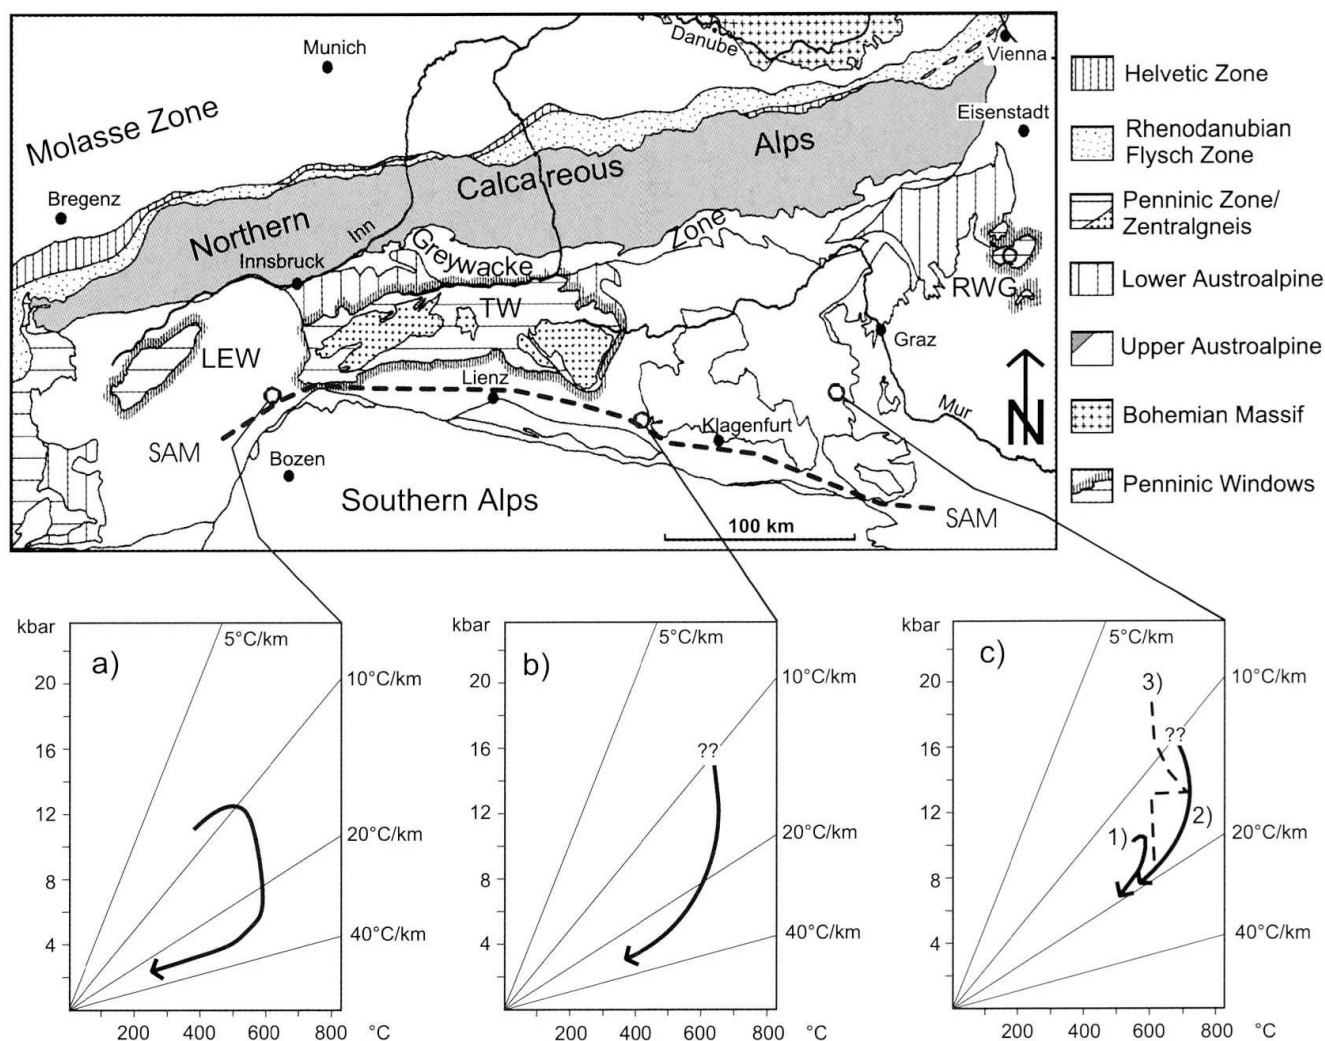 Munich
Danube
Vienna
Molasse Zone
Eisenstadt
Bregenz
Northern
Calcareous
Alps
Inn
Innsbruck
Greywacke
Zone
TW
LEW
RWG
Graz
Lienz
N
Mur
Klagenfurt
SAM
Bozen
Southern Alps
100 km
SAM
Helvetic Zone
Rhenodanubian
Flysch Zone
Penninic Zone/
Zentralgneis
Lower Austroalpine
Upper Austroalpine
Bohemian Massif
Penninic Windows
kbar
a)
5°C/km
10°C/km
20°C/km
40°C/km
20
16
12
8
4
200 400 600 800 °C
kbar
b)
5°C/km
10°C/km
20°C/km
40°C/km
??
20
16
12
8
4
200 400 600 800 °C
kbar
c)
5°C/km
10°C/km
20°C/km
40°C/km
3)
??
1)
2)
20
16
12
8
4
200 400 600 800 °C